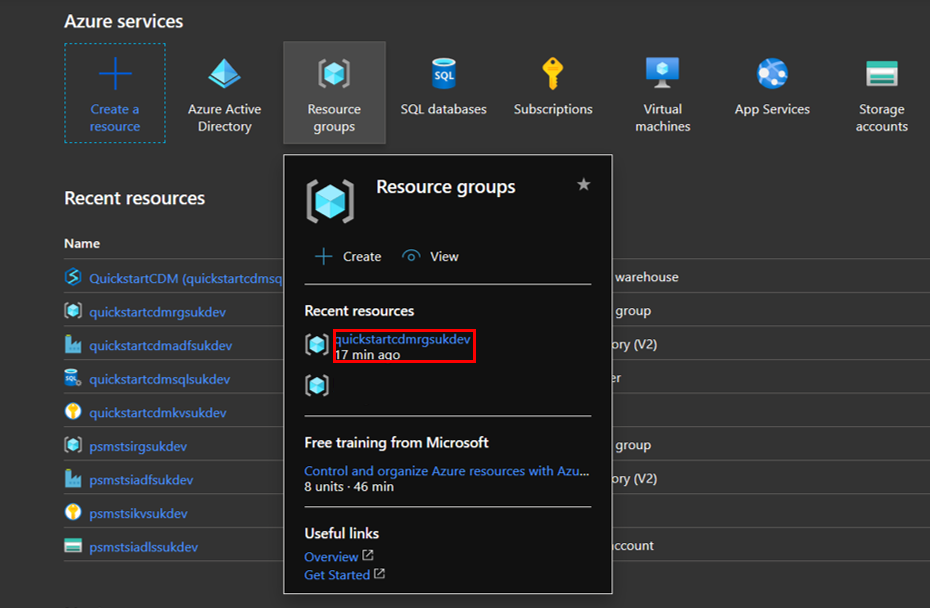 Azure services
Create a
resource
Azure Active
Directory
Resource
groups
SQL
SQL databases
Subscriptions
Virtual
machines
App Services
Storage
accounts
Recent resources
Name
QuickstartCDM (quickstartcdmsq
warehouse
quickstartcdmrgsukdev
group
quickstartcdmadfsukdev
ory (V2)
SQL
quickstartcdmsqlsukdev
er
quickstartcdmkvsukdev
psmstsirgsukdev
group
psmstsiadfsukdev
ory (V2)
psmstsikvsukdev
psmstsiadlssukdev
account
Resource groups
Create
View
Recent resources
quickstartcdmrgsukdev
17 min ago
Free training from Microsoft
Control and organize Azure resources with Azu...
8 units · 46 min
Useful links
Overview
Get Started